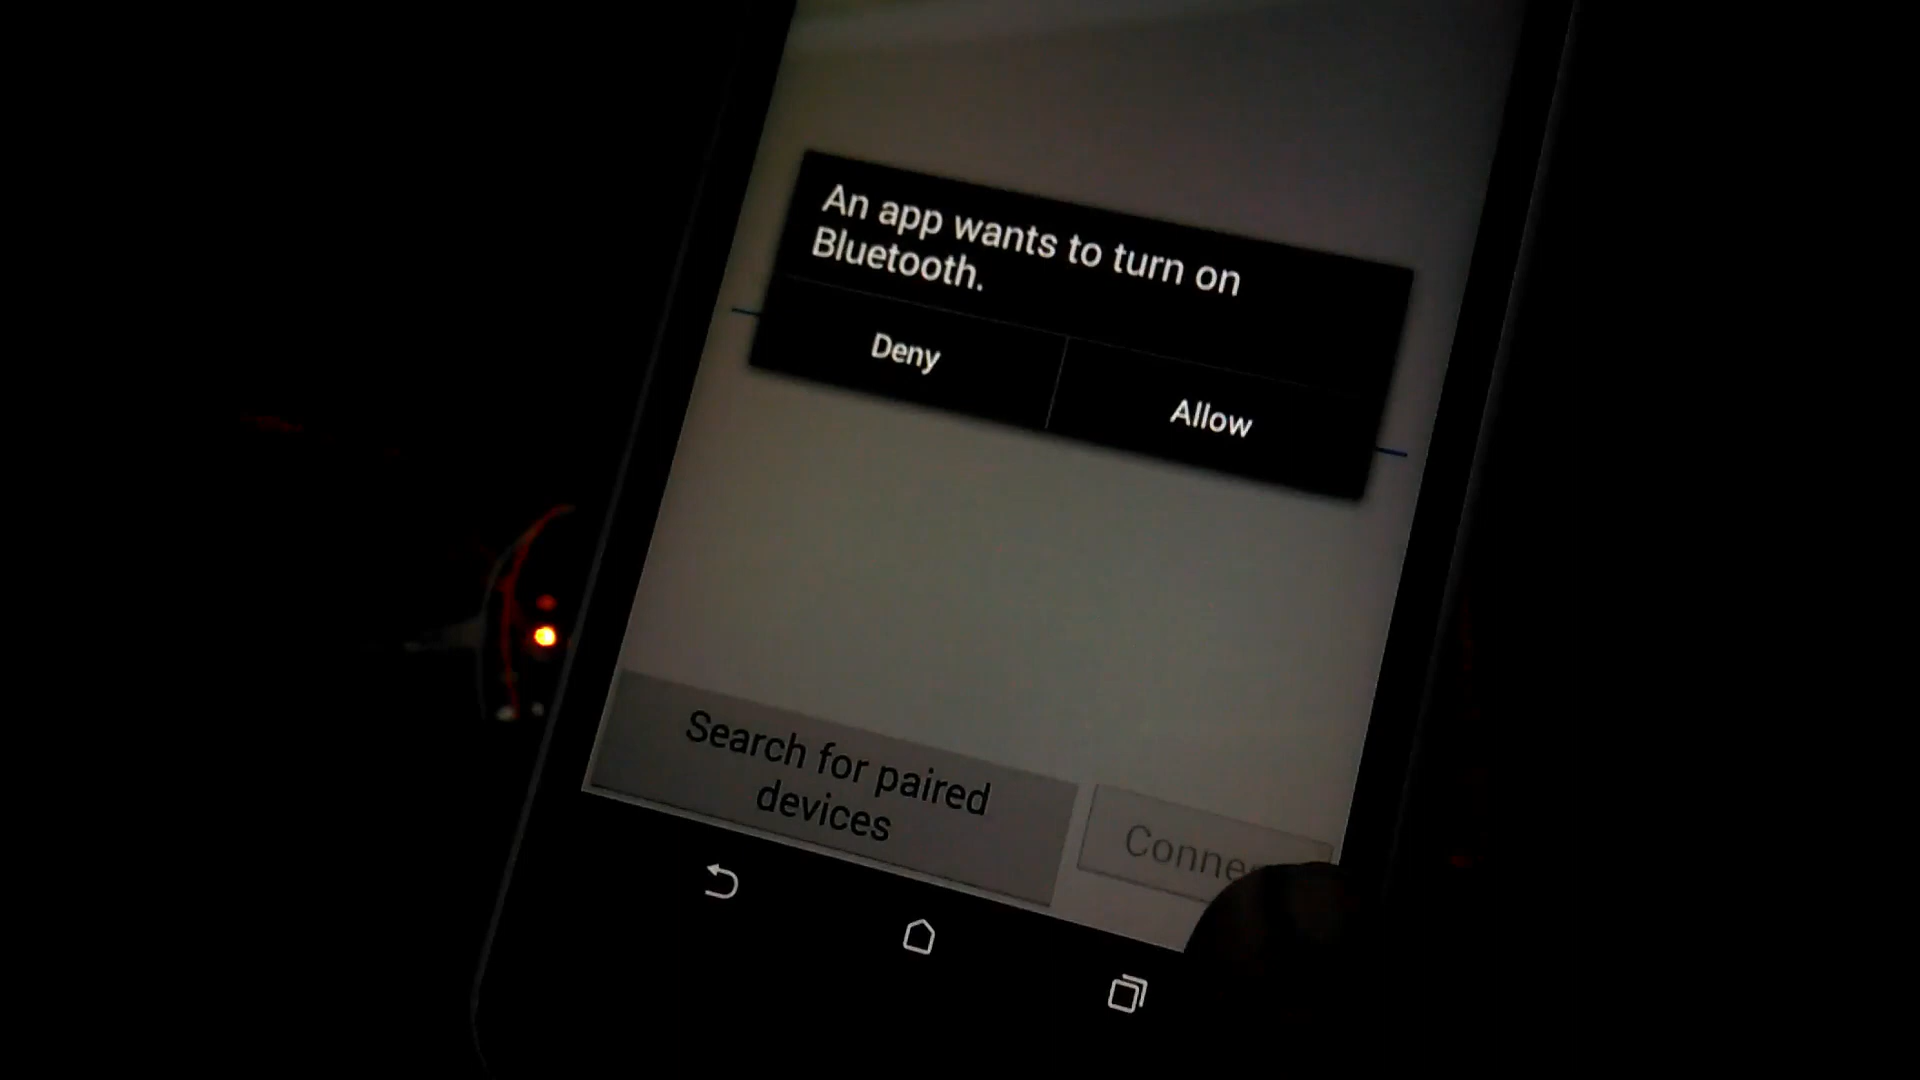 An app wants to turn on
Bluetooth.
Deny
Allow
Search for paired
devices